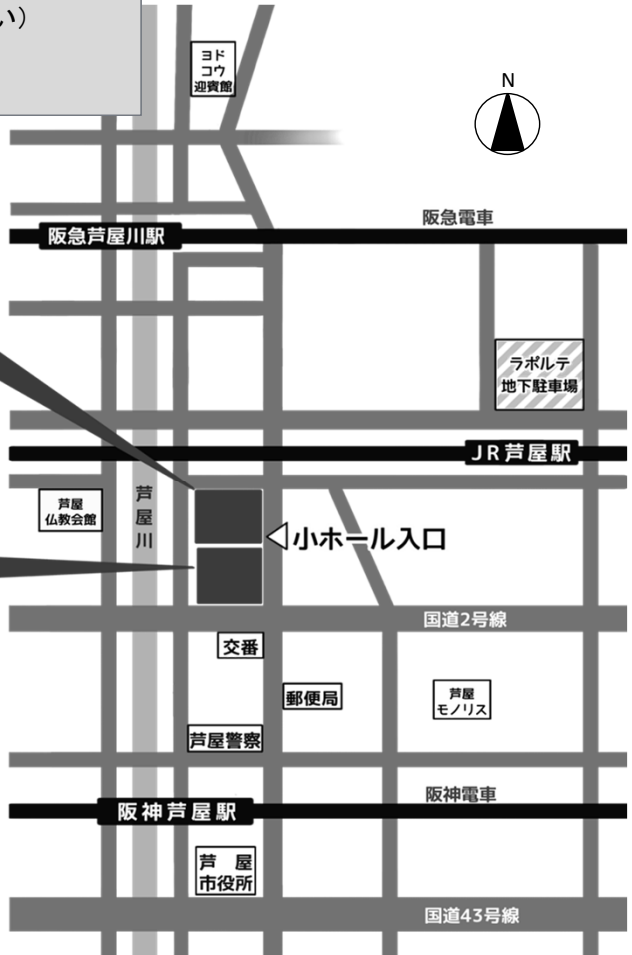 い）
ヨド
コウ
迎賓館
N
阪急電車
阪急芦屋川駅
ラポルテ
地下駐車場
JR芦屋駅
芦屋
仏教会館
芦屋川
小ホール入口
国道2号線
交番
郵便局
芦屋
モノリス
芦屋警察
阪神電車
阪神芦屋駅
芦　屋
市役所
国道43号線